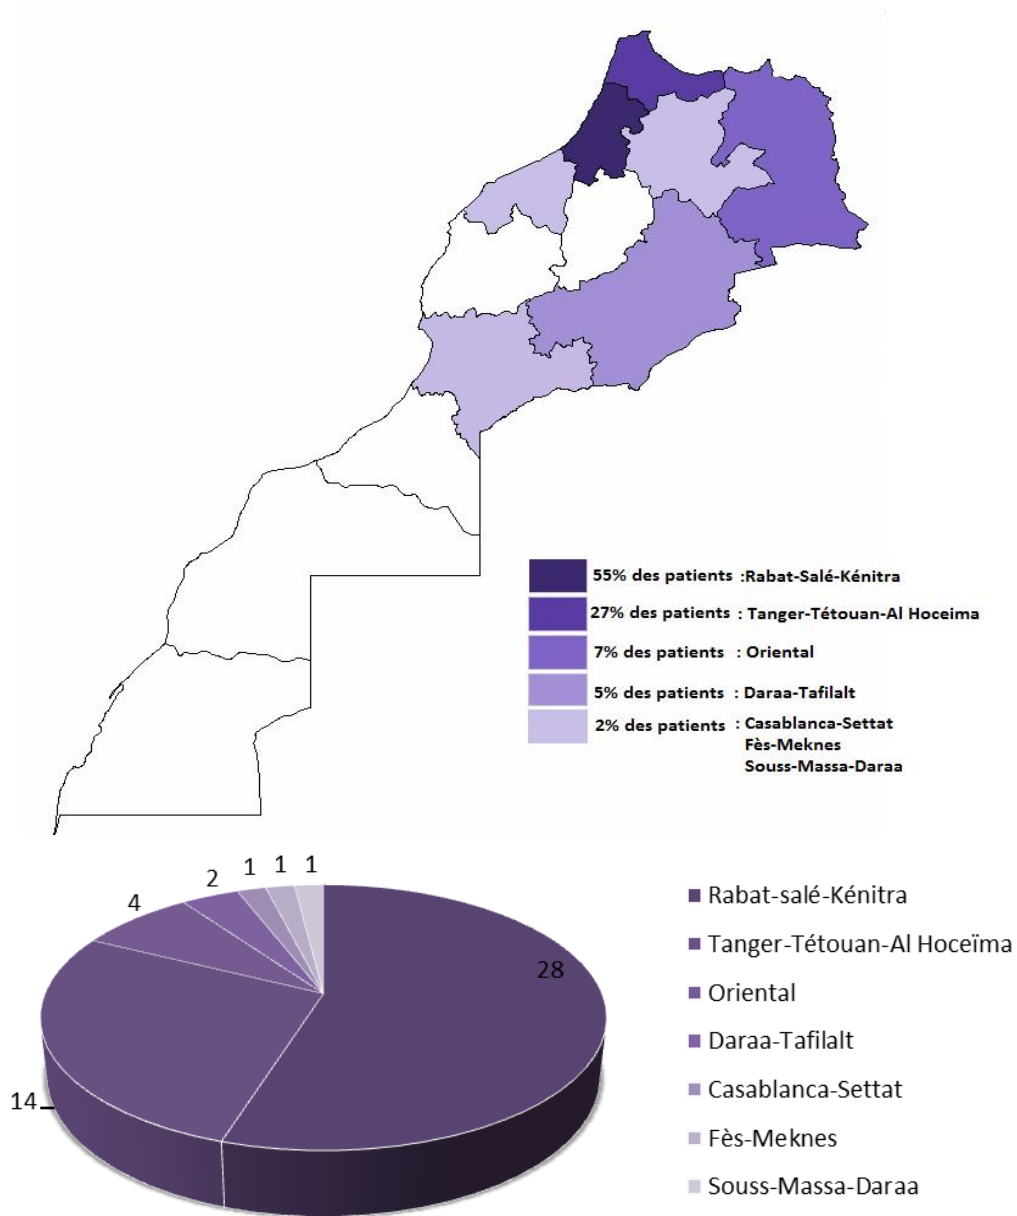 55% des patients :Rabat-Salé-Kénitra
27% des patients : Tanger-Tétouan-Al Hoceima
7% des patients : Oriental
5% des patients : Daraa-Tafilalt
2% des patients : Casablanca-Settat
Fès-Meknes
Souss-Massa-Daraa
1 1 1
2
4
28
14
Rabat-salé-Kénitra
Tanger-Tétouan-Al Hoceïma
Oriental
Daraa-Tafilalt
Casablanca-Settat
Fès-Meknes
Souss-Massa-Daraa